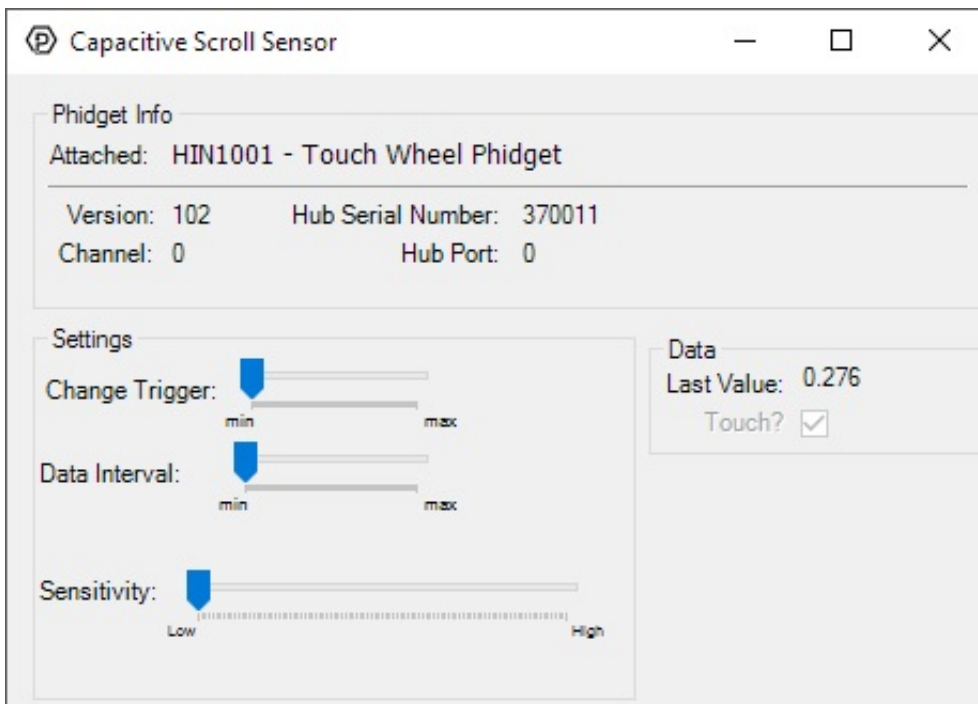 Capacitive Scroll Sensor
Phidget Info
Attached: HIN1001 - Touch Wheel Phidget
Version: 102 Hub Serial Number: 370011
Channel: 0 Hub Port: 0
Settings
Change Trigger:
min max
Data Interval:
min max
Sensitivity:
Low High
Data
Last Value: 0.276
Touch?